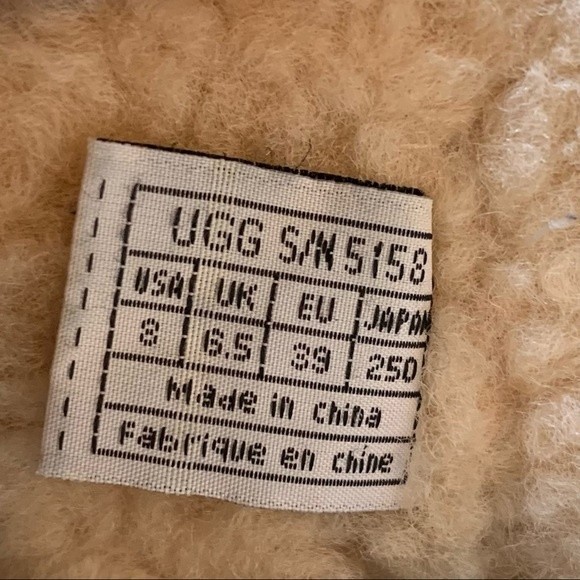 UGG S/N 5158
USA UK EU JAPAN
8 6.5 39 250
Made in china
Fabrique en chine